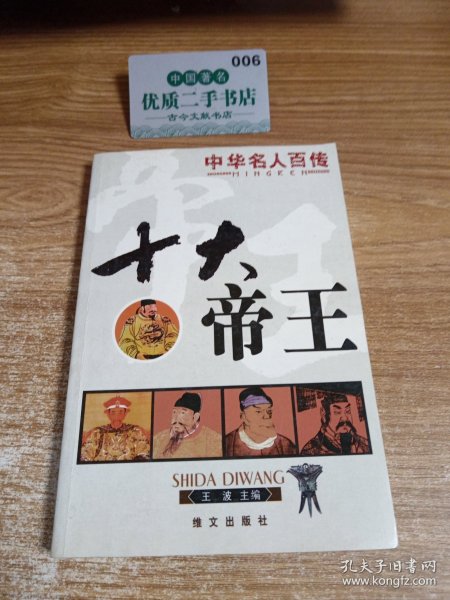 006
中国著名
优质二手书店
古今文献书店
中华名人百传
MINGREN
十大
帝王
SHIDA DIWANG
王波 主编
维文出版社
孔夫子旧书网
www.kongfz.com